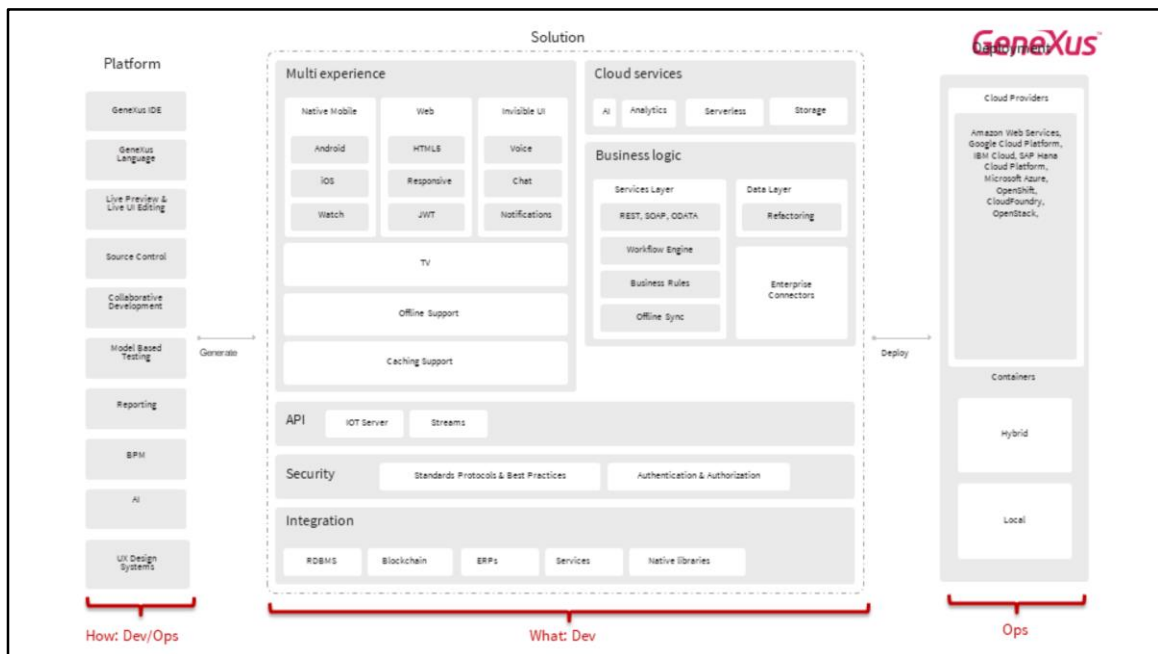 Solution
GeneXus™
Platform
Deployment
GeneXus IDE
GeneXus
Language
Live Preview &
Live UI Editing
Source Control
Collaborative
Development
Model Based
Testing
Reporting
BPM
AI
UX Design
Systems
Generate
Multi experience
Native Mobile
Android
iOS
Watch
Web
HTML5
Responsive
JWT
Invisible UI
Voice
Chat
Notifications
TV
Offline Support
Caching Support
Cloud services
AI
Analytics
Serverless
Storage
Business logic
Services Layer
REST, SOAP, ODATA
Workflow Engine
Business Rules
Offline Sync
Data Layer
Refactoring
Enterprise
Connectors
API
IOT Server
Streams
Security
Standards Protocols & Best Practices
Authentication & Authorization
Integration
RDBMS
Blockchain
ERPs
Services
Native libraries
Deploy
Cloud Providers
Amazon Web Services,
Google Cloud Platform,
IBM Cloud, SAP Hana
Cloud Platform,
Microsoft Azure,
OpenShift,
CloudFoundry,
OpenStack,
Containers
Hybrid
Local
How: Dev/Ops
What: Dev
Ops